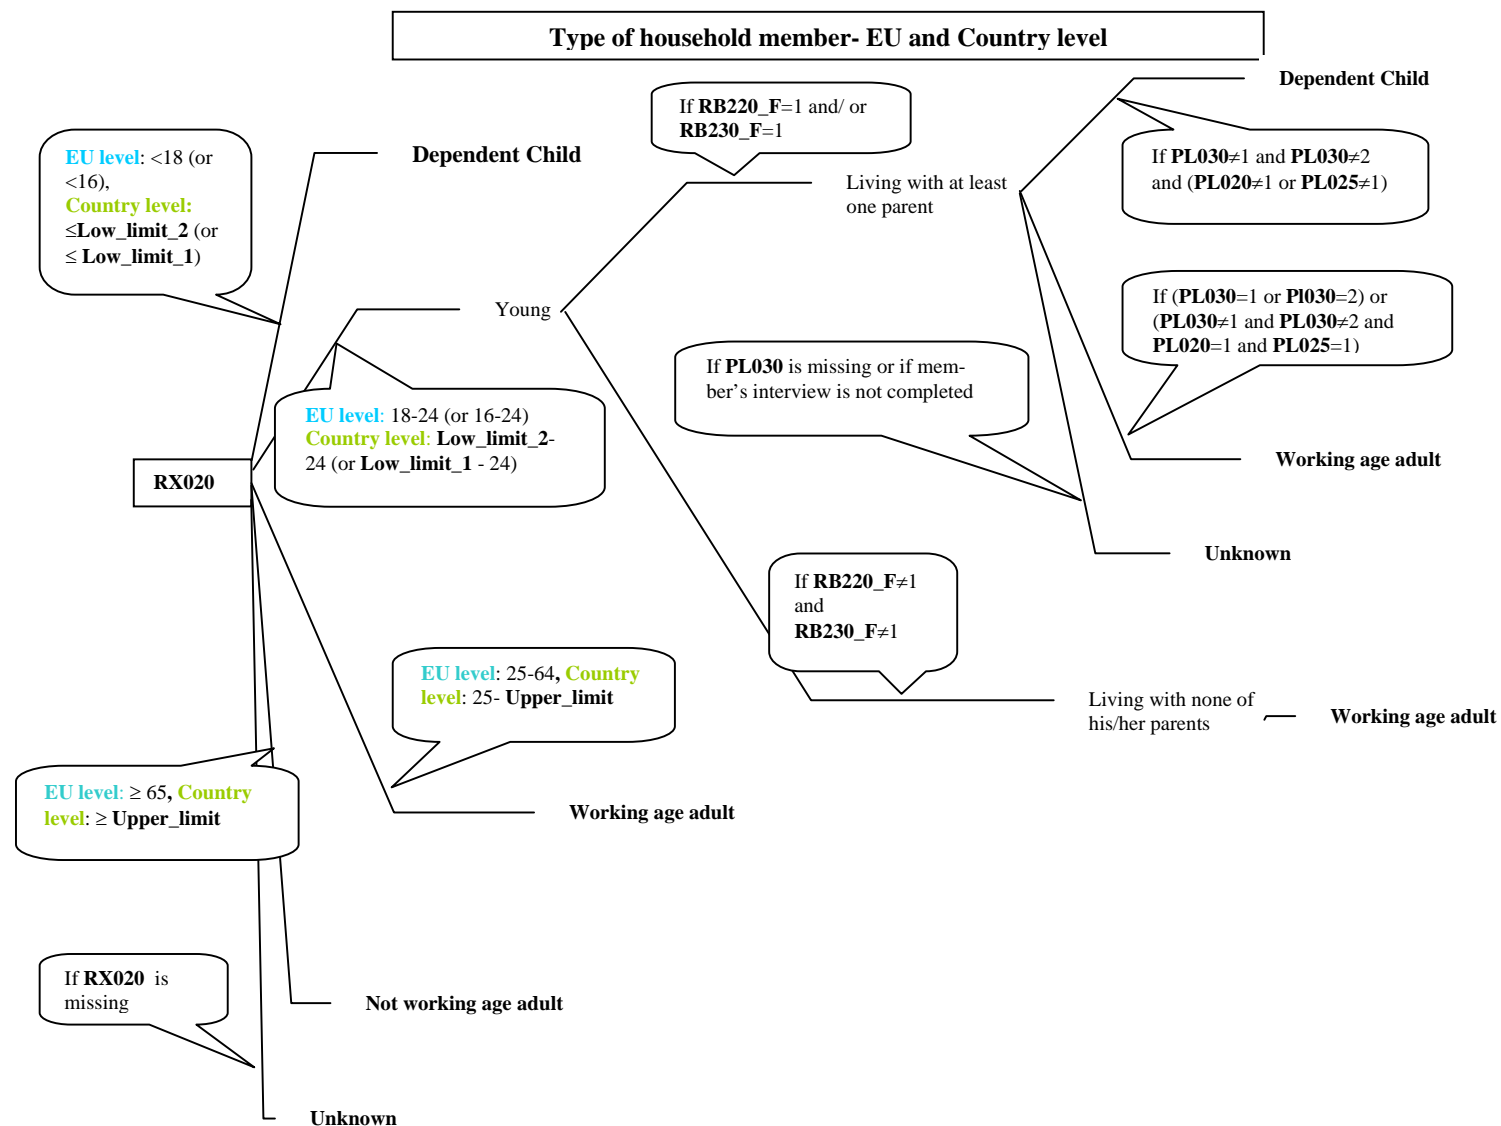 Type of household member- EU and Country level
Dependent Child
If RB220_F=1 and/ or
RB230_F=1
EU level: <18 (or
<16),
Country level:
≤Low_limit_2 (or
≤ Low_limit_1)
Dependent Child
If PL030≠1 and PL030≠2
and (PL020≠1 or PL025≠1)
Living with at least
one parent
Young
If (PL030=1 or Pl030=2) or
(PL030≠1 and PL030≠2 and
PL020=1 and PL025=1)
If PL030 is missing or if mem-
ber's interview is not completed
EU level: 18-24 (or 16-24)
Country level: Low_limit_2-
24 (or Low_limit_1 - 24)
RX020
Working age adult
Unknown
If RB220_F≠1
and
RB230_F≠1
EU level: 25-64, Country
level: 25- Upper_limit
Living with none of
his/her parents
Working age adult
EU level: ≥ 65, Country
level: ≥ Upper_limit
Working age adult
If RX020 is
missing
Not working age adult
Unknown